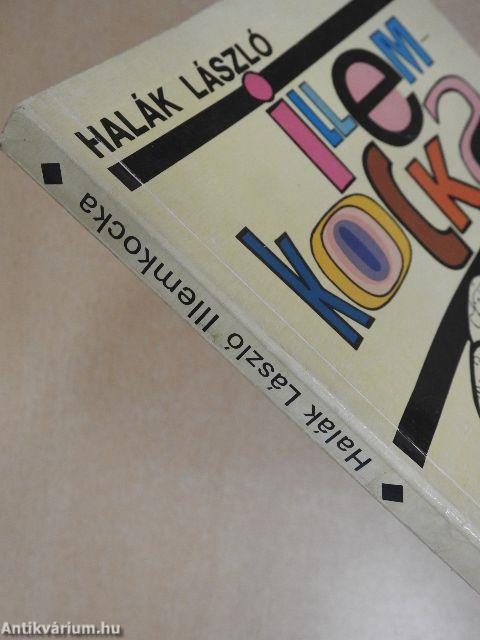 HALÁK LÁSZLÓ
ILLEM-
KOCKA
Halák László Illemkocka
Antikvárium.hu